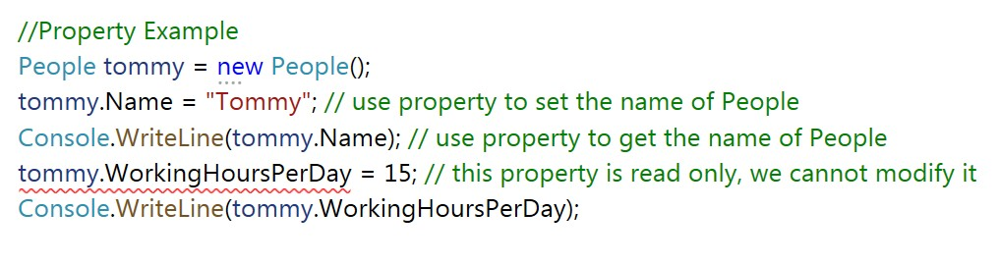 //Property Example
People tommy = new People();
tommy.Name = "Tommy"; // use property to set the name of People
Console.WriteLine(tommy.Name); // use property to get the name of People
tommy.WorkingHoursPerDay = 15; // this property is read only, we cannot modify it
Console.WriteLine(tommy.WorkingHoursPerDay);